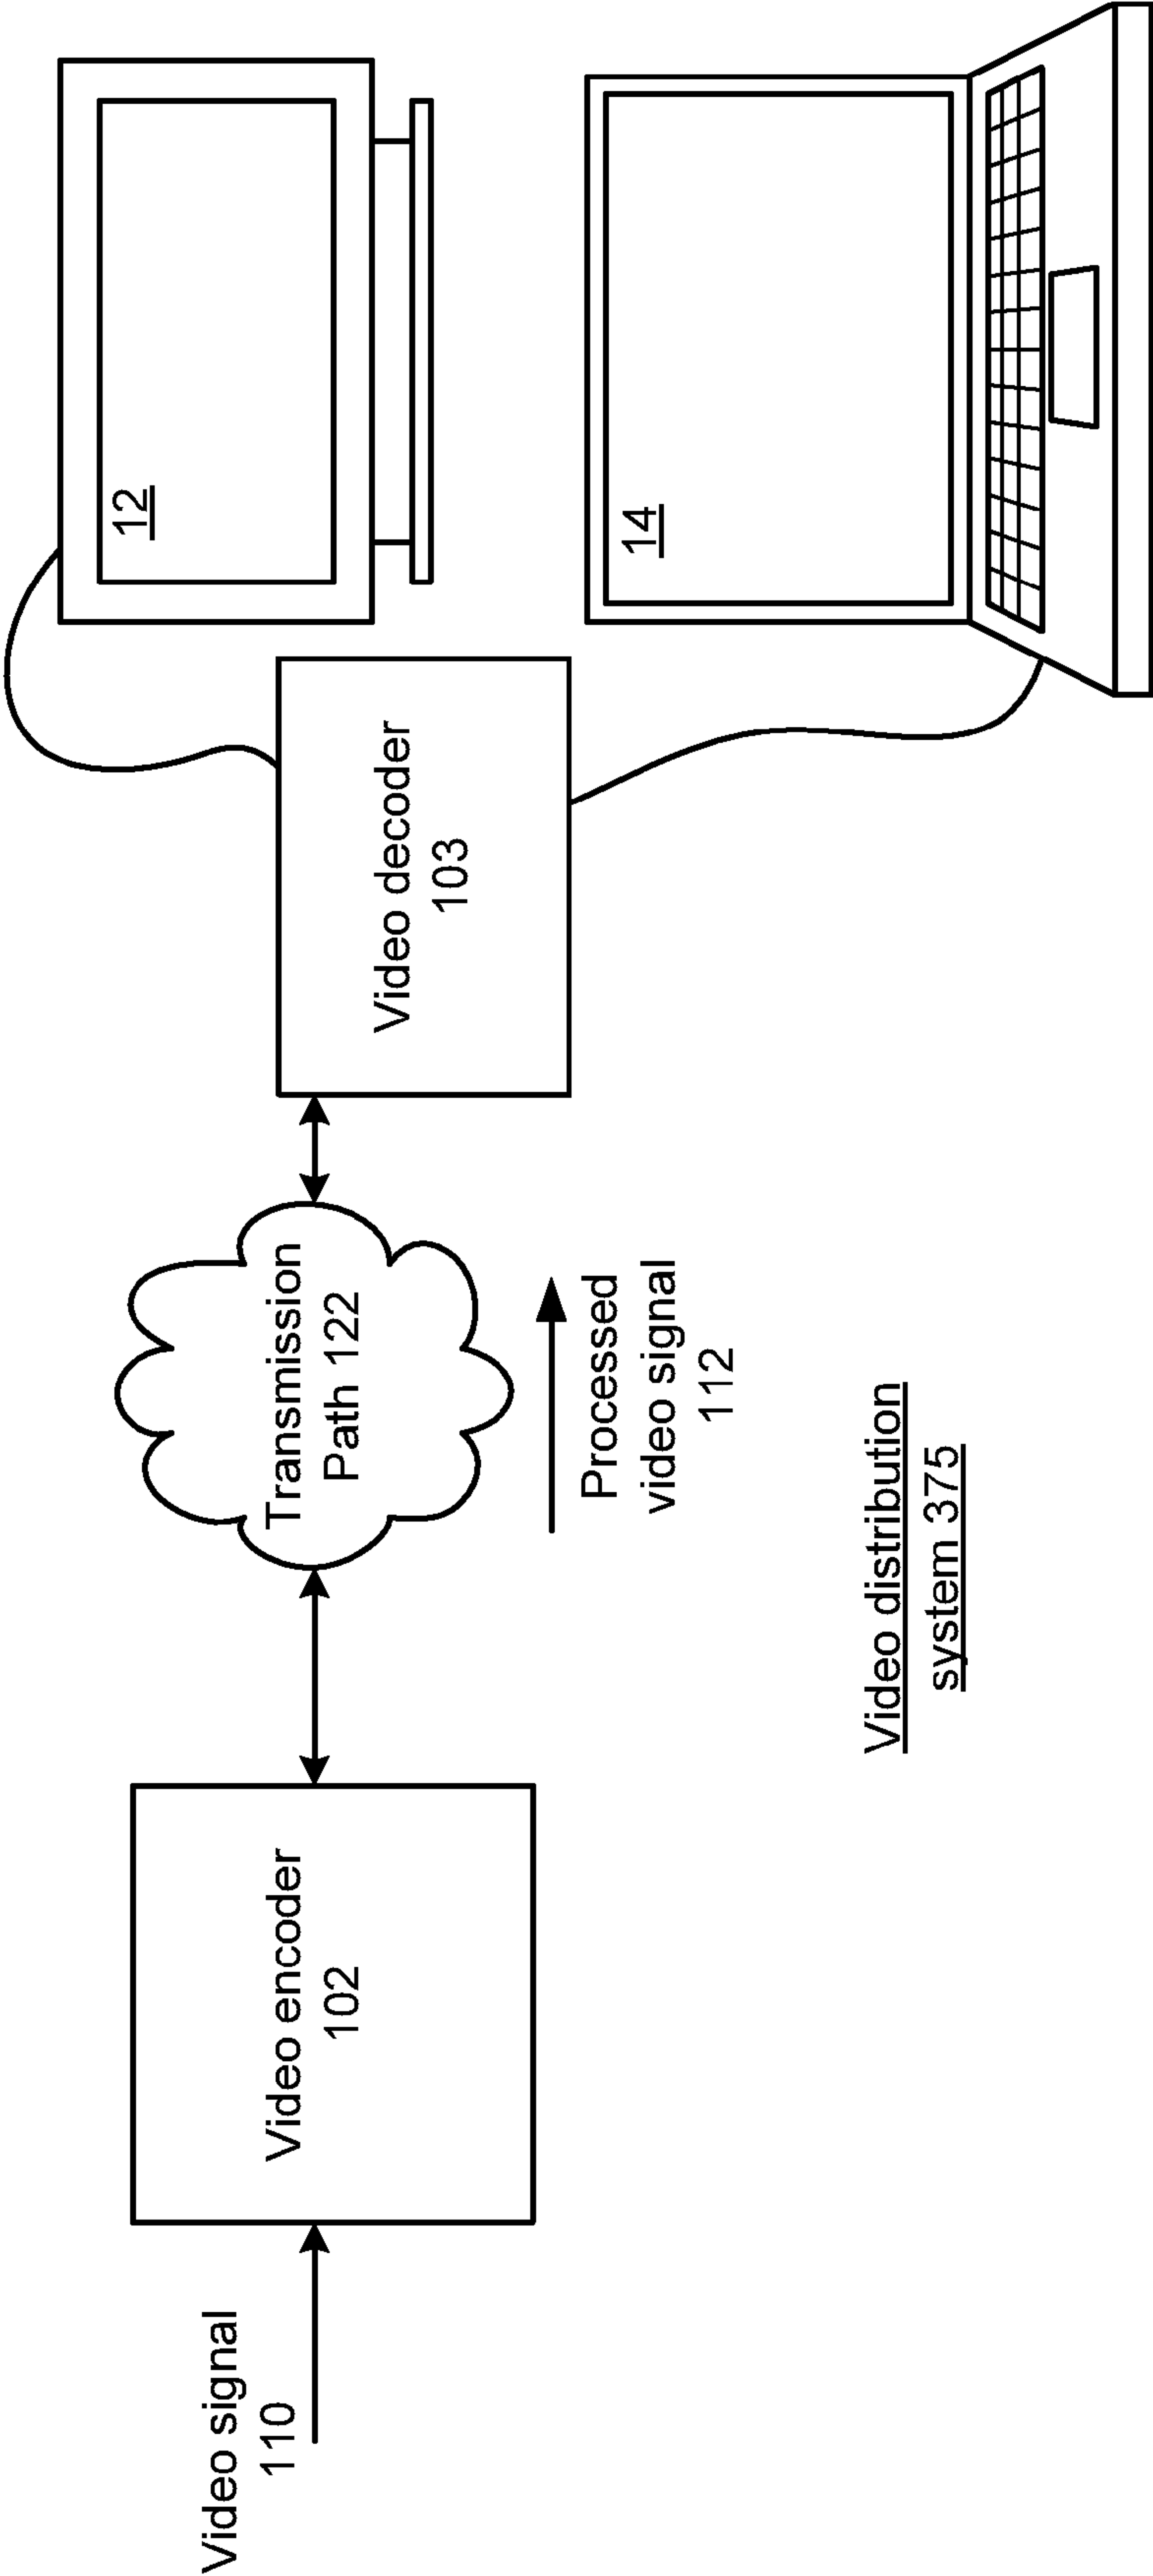 Video signal
110
Video encoder
102
Transmission
Path 122
Processed
video signal
112
Video decoder
103
12
14
Video distribution
system 375